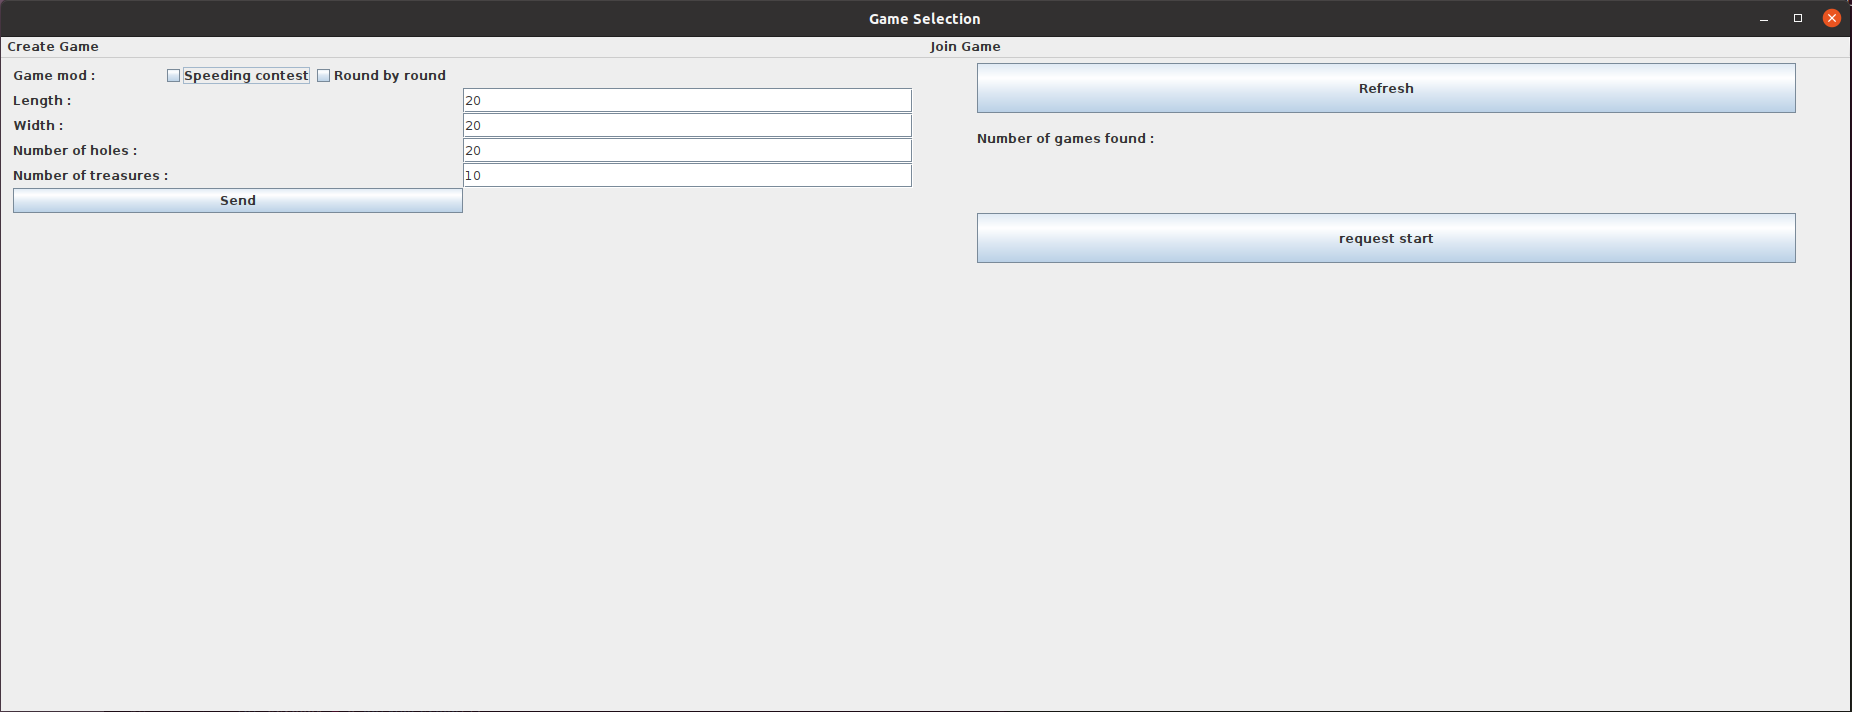 Game Selection
Create Game
Join Game
Game mod :
Speeding contest
Round by round
Length :
20
Width :
20
Number of holes :
20
Number of treasures :
10
Send
Refresh
Number of games found :
request start